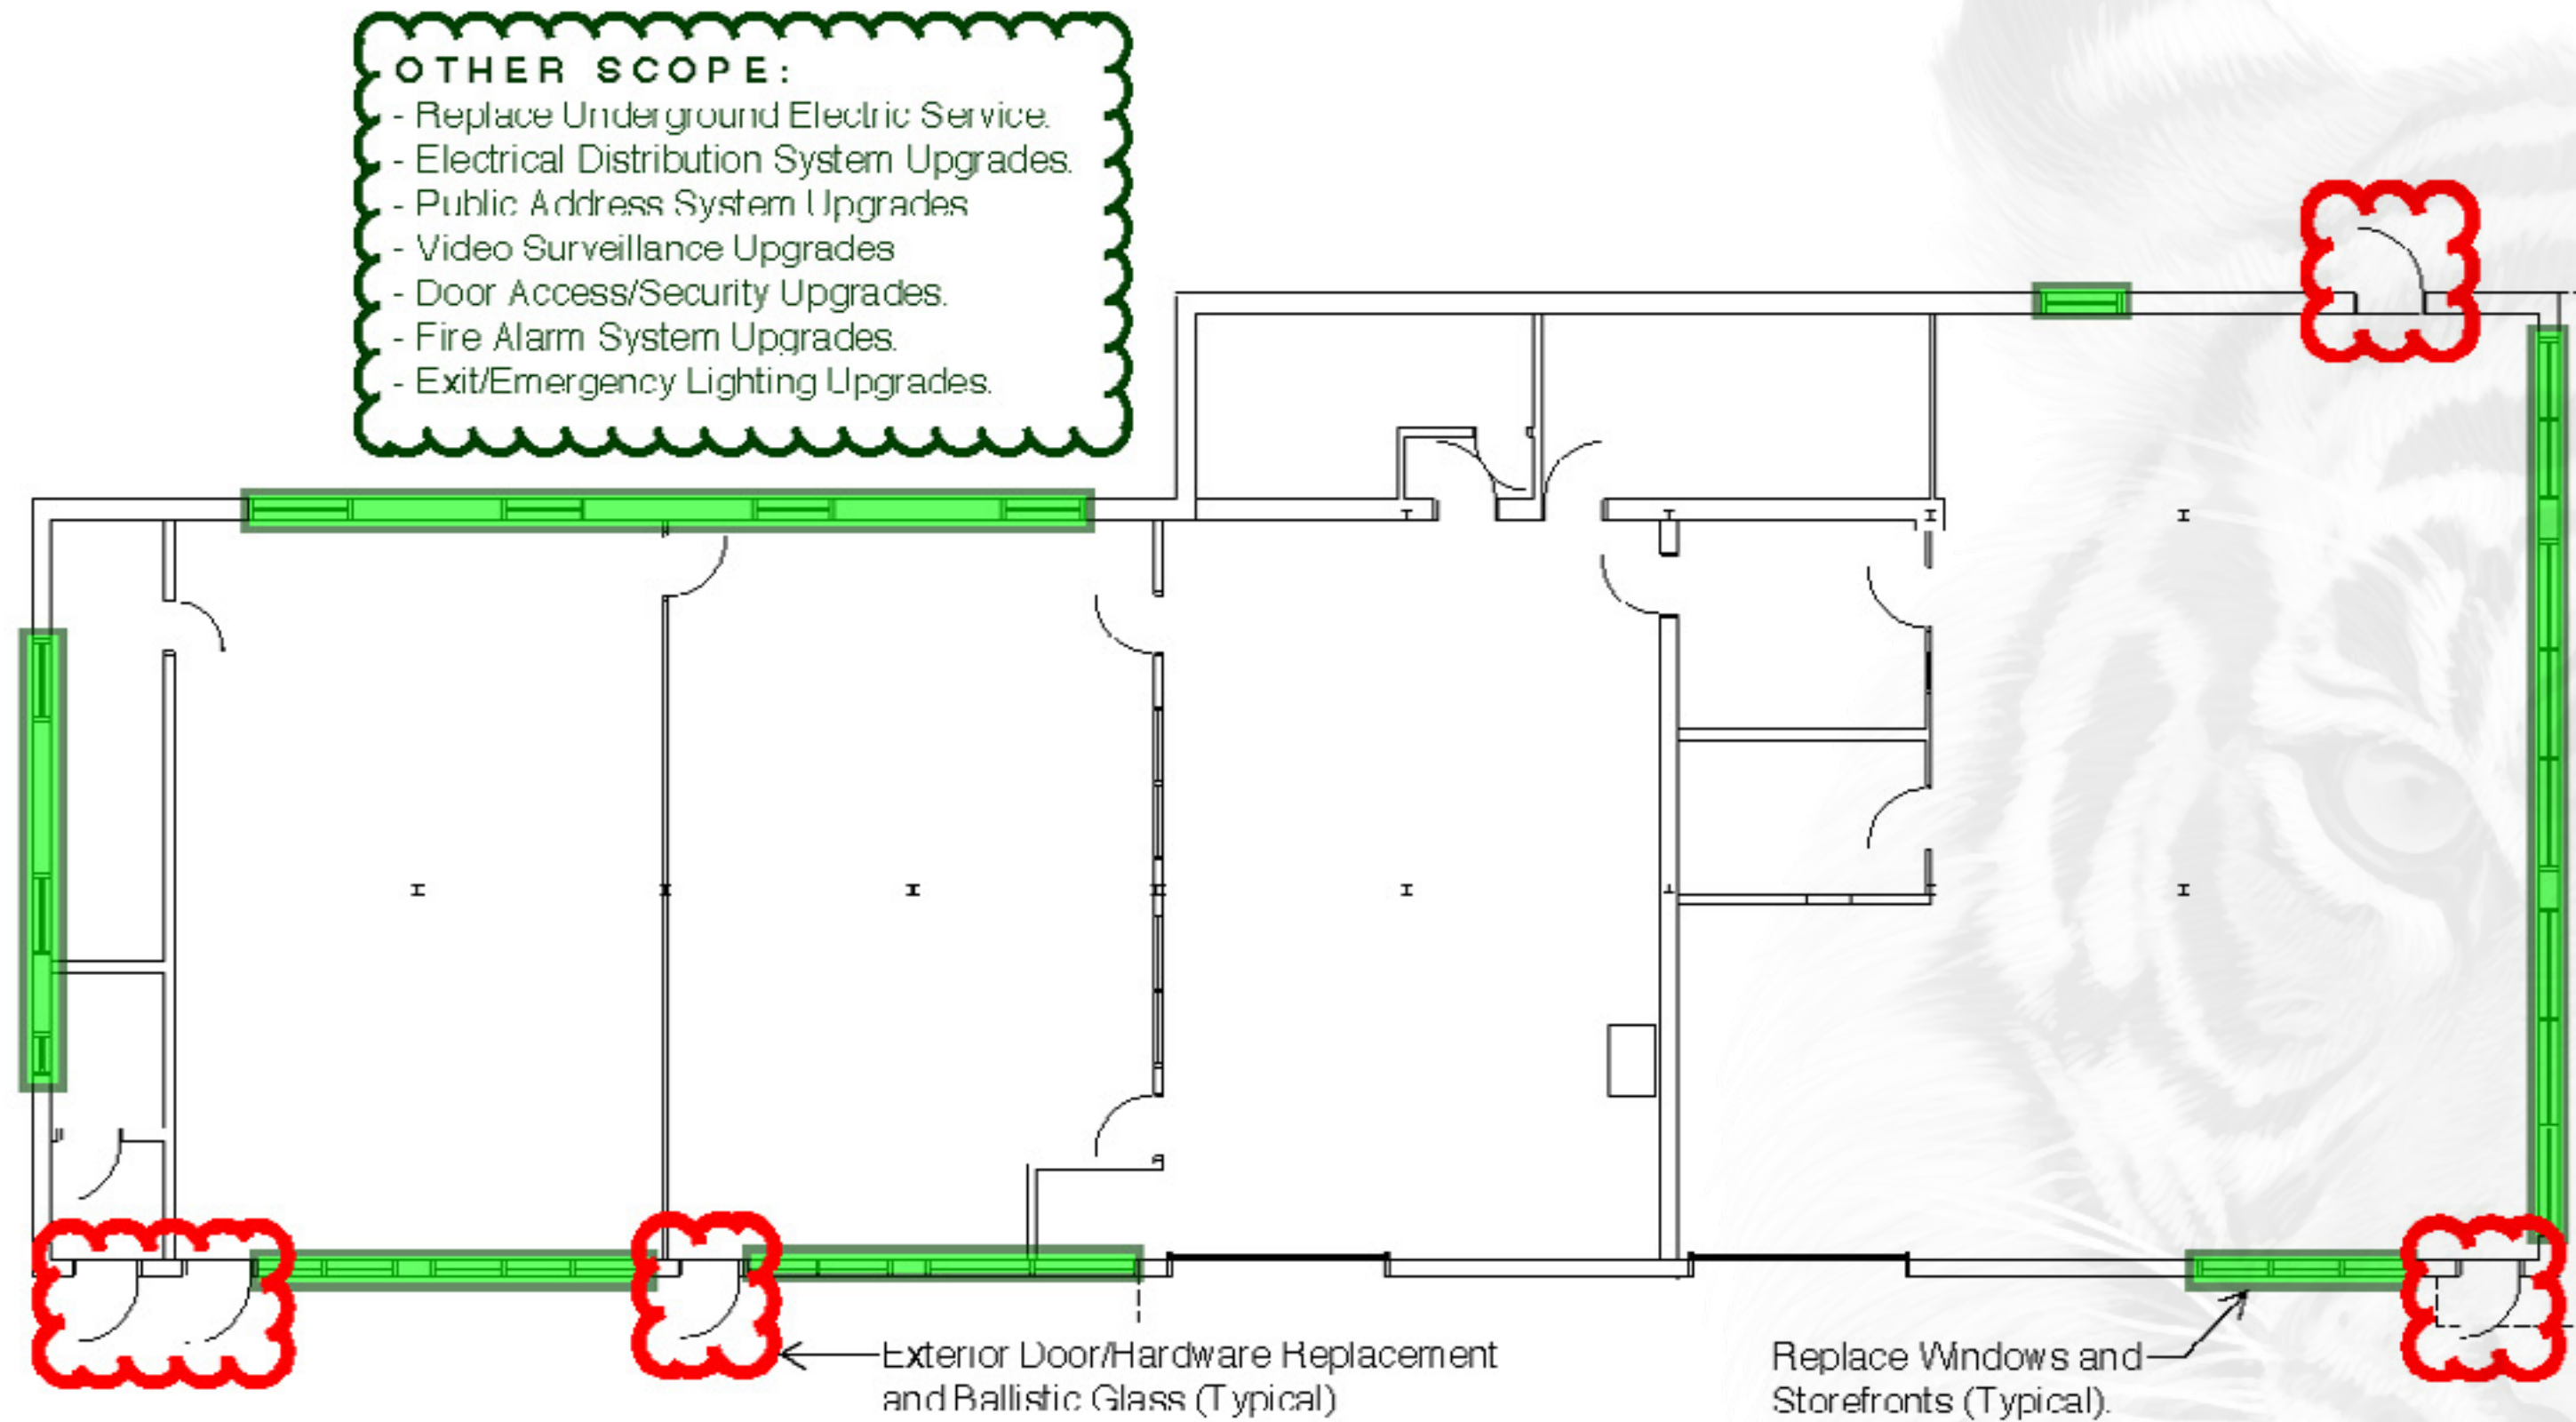 OTHER SCOPE:
- Replace Underground Electric Service.
- Electrical Distribution System Upgrades.
- Public Address System Upgrades
- Video Surveillance Upgrades
- Door Access/Security Upgrades.
- Fire Alarm System Upgrades.
- Exit/Emergency Lighting Upgrades.
Exterior Door/Hardware Replacement
and Ballistic Glass (Typical)
Replace Windows and
Storefronts (Typical).